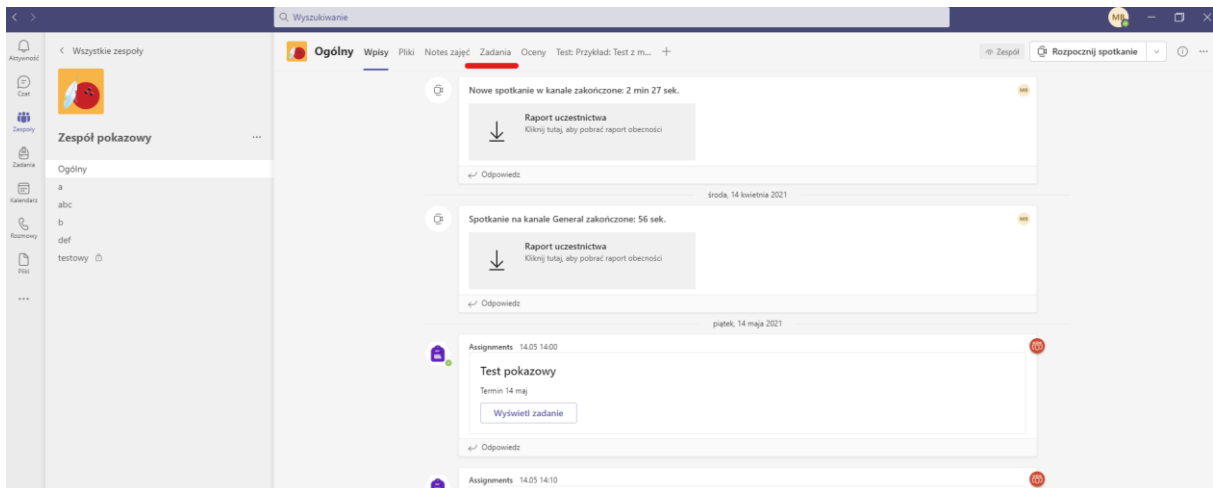 Wyszukiwanie
MB
Aktywność
Czat
Zespoły
Zadania
Kalendarz
Rozmowy
Pliki
Wszystkie zespoły
Zespół pokazowy
Ogólny
a
abc
b
def
testowy
Ogólny Wpisy Pliki Notes zajęć Zadania Oceny Test: Przykład: Test z m...
Zespół Rozpocznij spotkanie
Nowe spotkanie w kanale zakończone: 2 min 27 sek.
MB
Raport uczestnictwa
Kliknij tutaj, aby pobrać raport obecności
Odpowiedz
środa, 14 kwietnia 2021
Spotkanie na kanale General zakończone: 56 sek.
MB
Raport uczestnictwa
Kliknij tutaj, aby pobrać raport obecności
Odpowiedz
piątek, 14 maja 2021
Assignments 14.05 14:00
Test pokazowy
Termin 14 maj
Wyświetl zadanie
Odpowiedz
Assignments 14.05 14:10